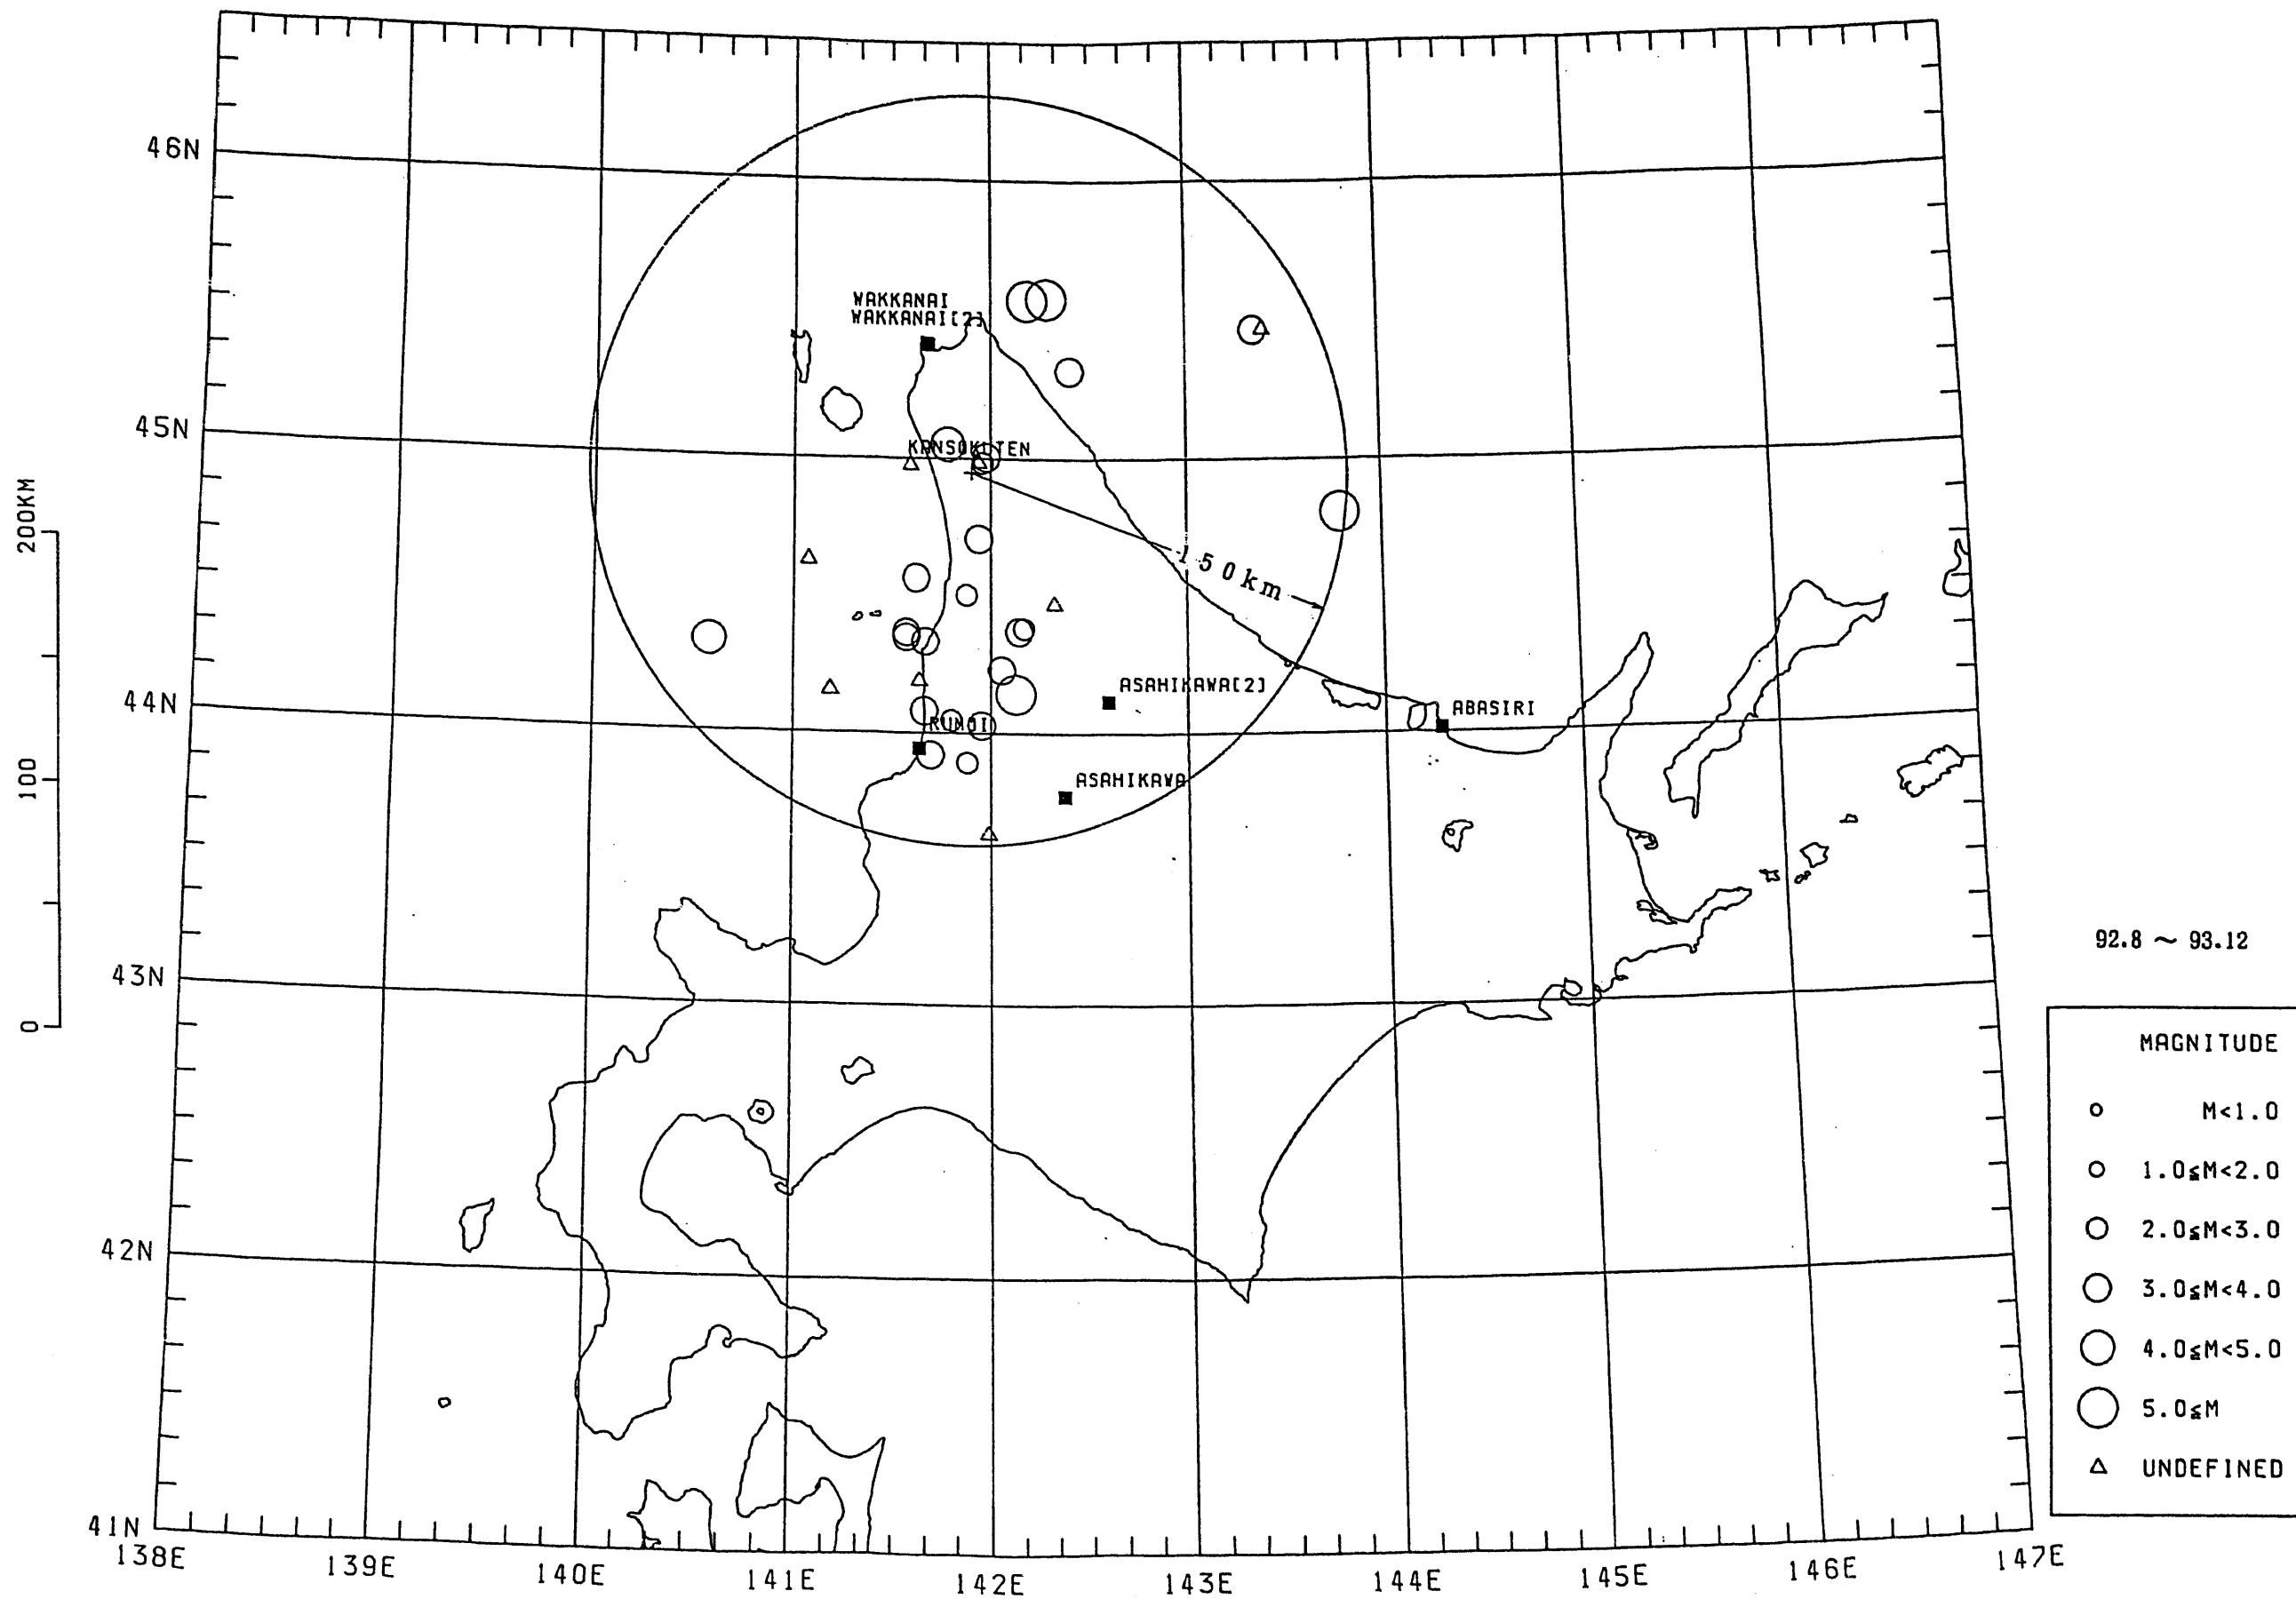 46N
WAKKANAI
WAKKANAI[2]
45N
KANSOKUTEN
200KM
150km
44N
ASAHIKAWA[2]
ABASIRI
RUMOI
100
ASAHIKAWA
92.8 ~ 93.12
43N
0
MAGNITUDE
M<1.0
1.0≦M<2.0
2.0≦M<3.0
3.0≦M<4.0
42N
4.0≦M<5.0
5.0≦M
UNDEFINED
41N
138E 139E 140E 141E 142E 143E 144E 145E 146E 147E